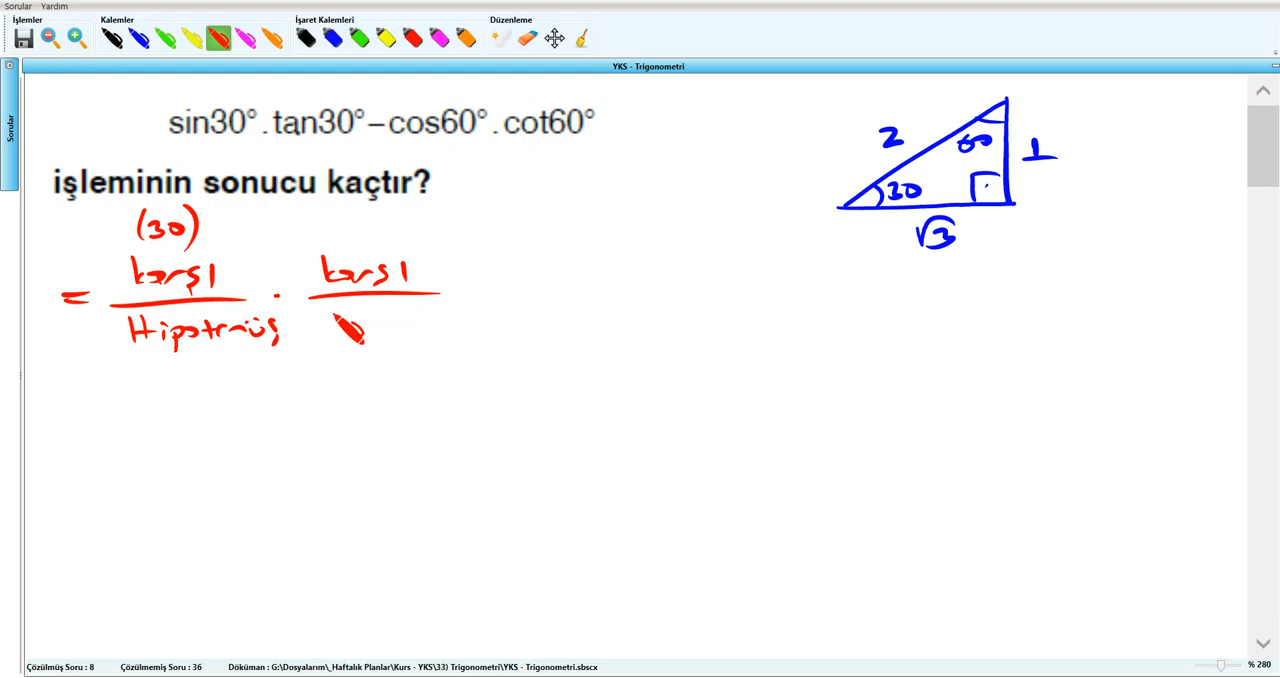 Sorular Yardım
İşlemler Kalemler İşaret Kalemleri Düzenleme
YKS - Trigonometri
Sorular
sin30°.tan30°–cos60°.cot60°
işleminin sonucu kaçtır?
2
60
1
30
√3
(30)
= karşı / Hipotenüs . karşı
Çözülmüş Soru : 8 Çözülmemiş Soru : 36 Döküman : G:\Dosyalarım\_Haftalık Planlar\Kurs - YKS\33) Trigonometri\YKS - Trigonometri.sbscx % 280